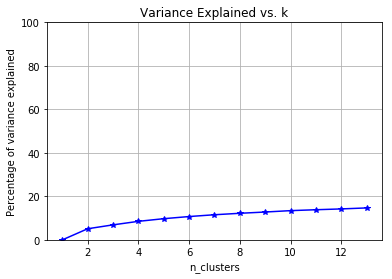 Variance Explained vs. k
Percentage of variance explained
100
80
60
40
20
0
2 4 6 8 10 12
n_clusters